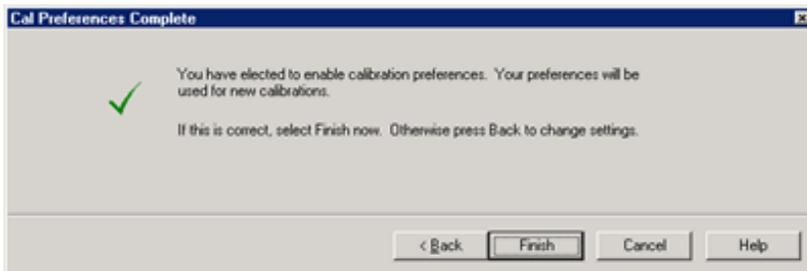 Cal Preferences Complete
You have elected to enable calibration preferences. Your preferences will be
used for new calibrations.
If this is correct, select Finish now. Otherwise press Back to change settings.
< Back
Finish
Cancel
Help